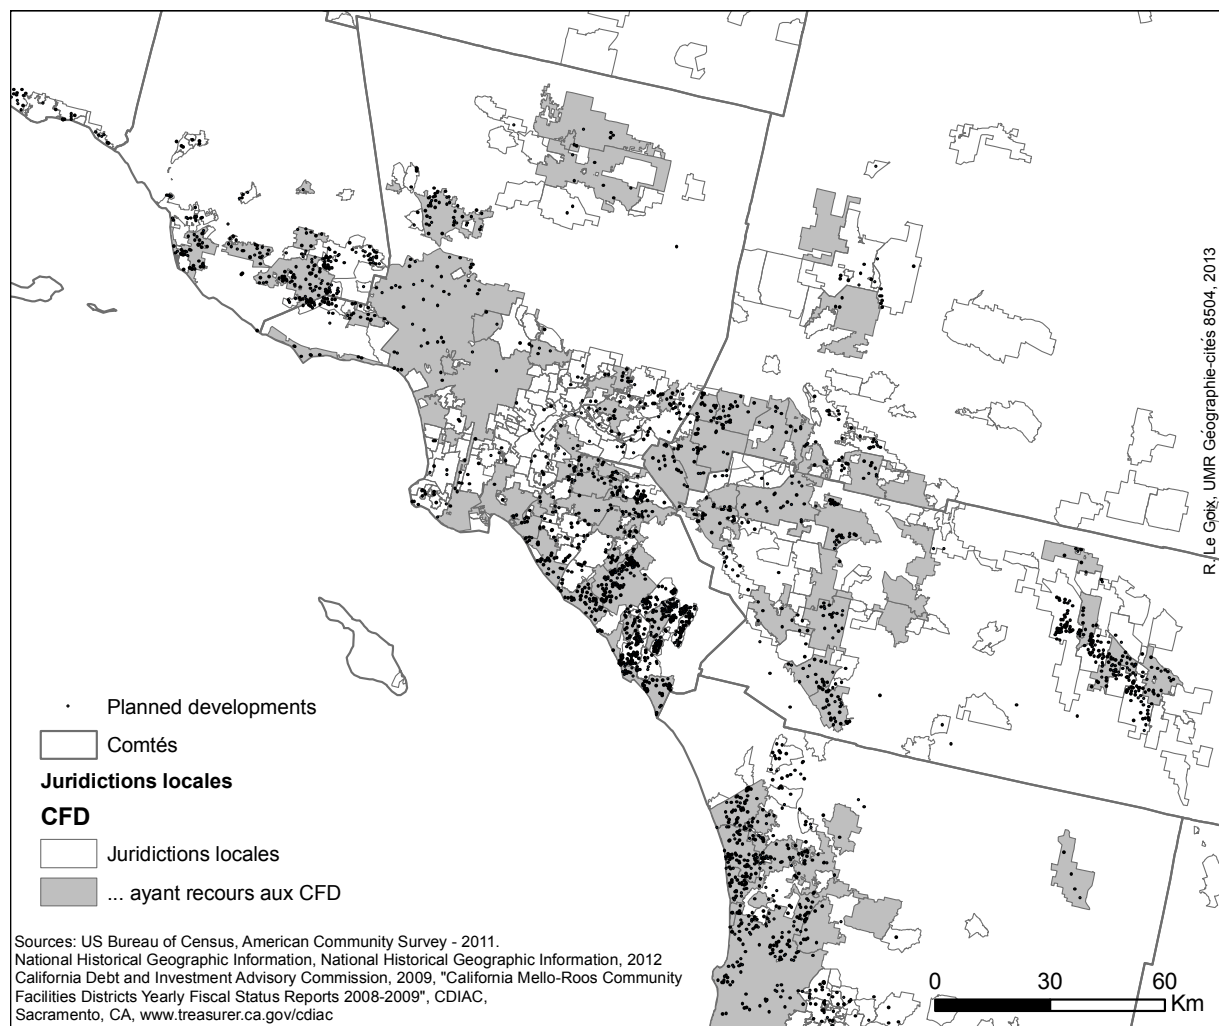 Planned developments
Comtés
Juridictions locales
CFD
Juridictions locales
... ayant recours aux CFD
Sources: US Bureau of Census, American Community Survey - 2011.
National Historical Geographic Information, National Historical Geographic Information, 2012
California Debt and Investment Advisory Commission, 2009, "California Mello-Roos Community
Facilities Districts Yearly Fiscal Status Reports 2008-2009", CDIAC,
Sacramento, CA, www.treasurer.ca.gov/cdiac
0 30 60
Km
R. Le Goix, UMR Géographie-cités 8504, 2013